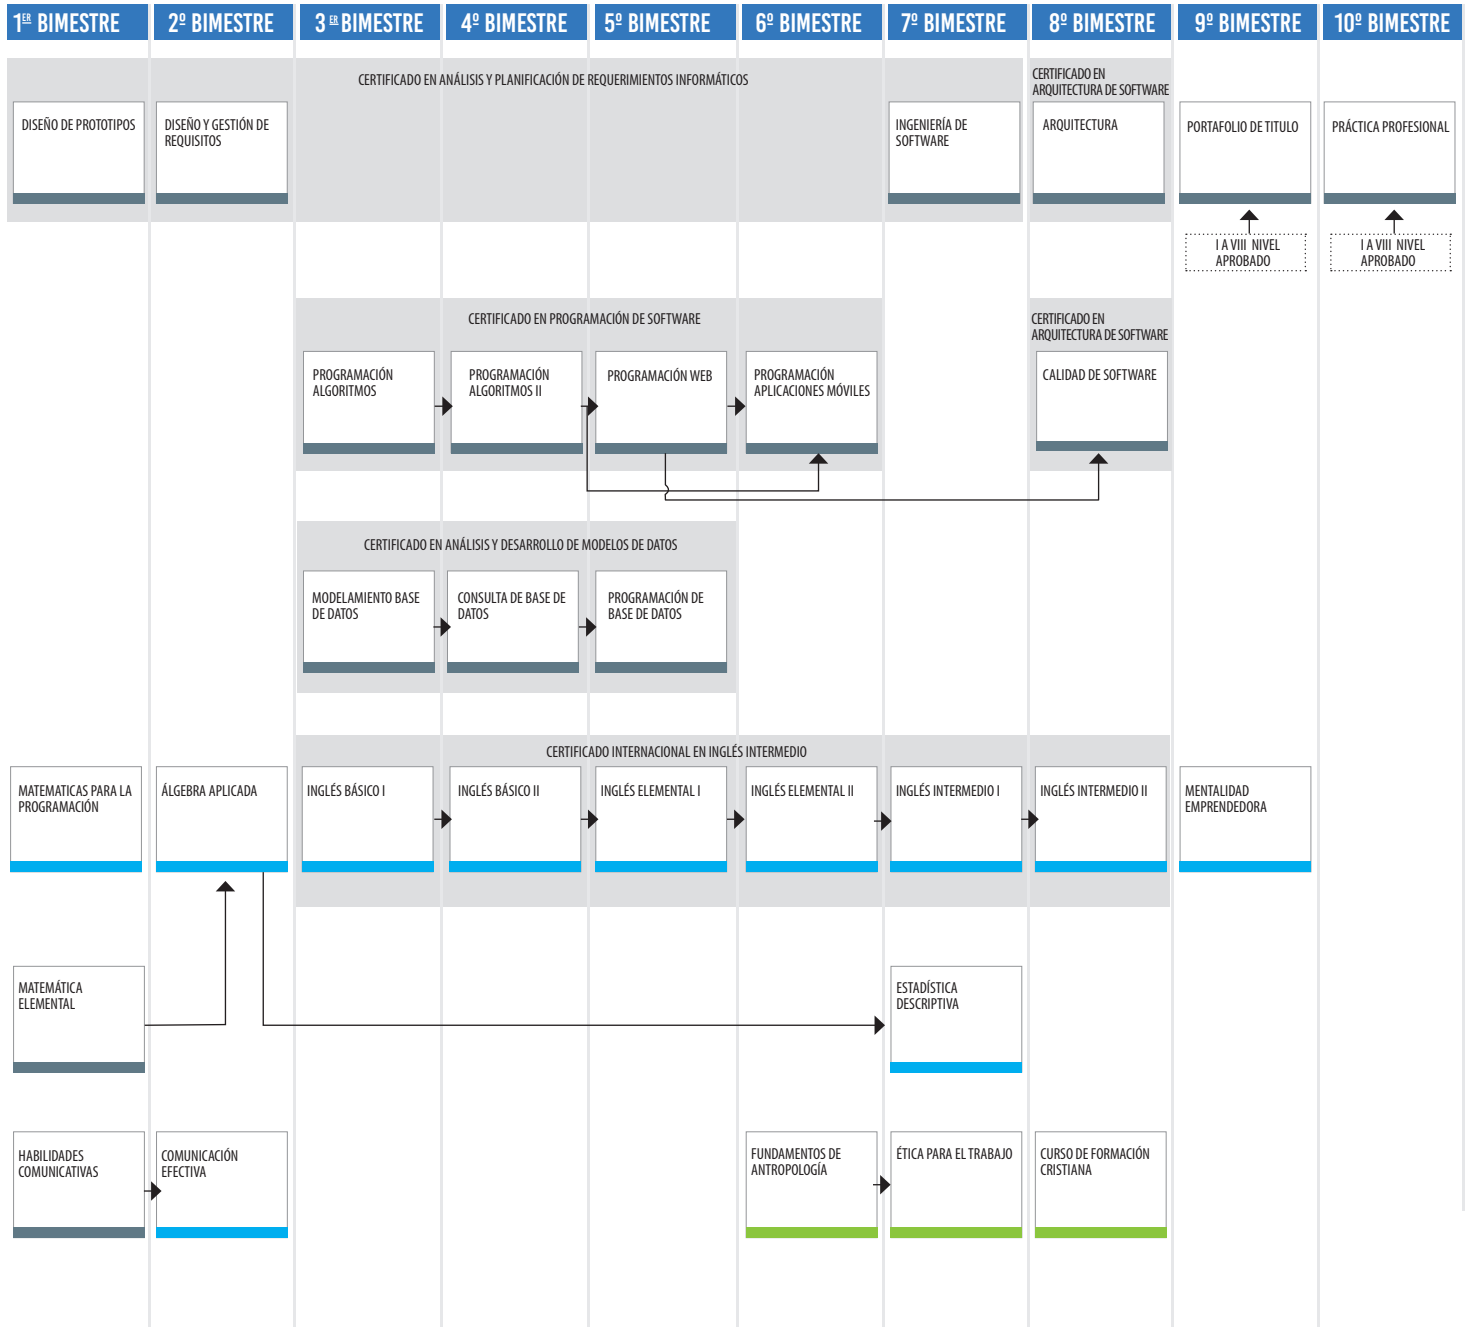 1ER BIMESTRE
2º BIMESTRE
3 ER BIMESTRE
4º BIMESTRE
5º BIMESTRE
6º BIMESTRE
7º BIMESTRE
8º BIMESTRE
9º BIMESTRE
10º BIMESTRE
CERTIFICADO EN ANÁLISIS Y PLANIFICACIÓN DE REQUERIMIENTOS INFORMÁTICOS
CERTIFICADO EN
ARQUITECTURA DE SOFTWARE
DISEÑO DE PROTOTIPOS
DISEÑO Y GESTIÓN DE
REQUISITOS
INGENIERÍA DE
SOFTWARE
ARQUITECTURA
PORTAFOLIO DE TITULO
PRÁCTICA PROFESIONAL
I A VIII NIVEL
APROBADO
I A VIII NIVEL
APROBADO
CERTIFICADO EN PROGRAMACIÓN DE SOFTWARE
CERTIFICADO EN
ARQUITECTURA DE SOFTWARE
PROGRAMACIÓN
ALGORITMOS
PROGRAMACIÓN
ALGORITMOS II
PROGRAMACIÓN WEB
PROGRAMACIÓN
APLICACIONES MÓVILES
CALIDAD DE SOFTWARE
CERTIFICADO EN ANÁLISIS Y DESARROLLO DE MODELOS DE DATOS
MODELAMIENTO BASE
DE DATOS
CONSULTA DE BASE DE
DATOS
PROGRAMACIÓN DE
BASE DE DATOS
CERTIFICADO INTERNACIONAL EN INGLÉS INTERMEDIO
MATEMATICAS PARA LA
PROGRAMACIÓN
ÁLGEBRA APLICADA
INGLÉS BÁSICO I
INGLÉS BÁSICO II
INGLÉS ELEMENTAL I
INGLÉS ELEMENTAL II
INGLÉS INTERMEDIO I
INGLÉS INTERMEDIO II
MENTALIDAD
EMPRENDEDORA
MATEMÁTICA
ELEMENTAL
ESTADÍSTICA
DESCRIPTIVA
HABILIDADES
COMUNICATIVAS
COMUNICACIÓN
EFECTIVA
FUNDAMENTOS DE
ANTROPOLOGÍA
ÉTICA PARA EL TRABAJO
CURSO DE FORMACIÓN
CRISTIANA